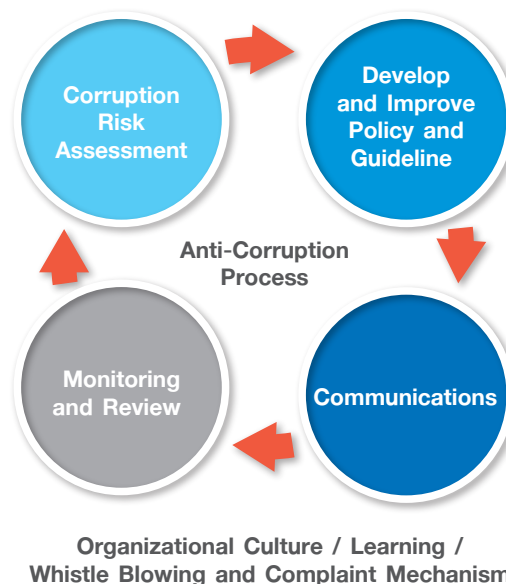 Corruption
Risk
Assessment
Develop
and Improve
Policy and
Guideline
Anti-Corruption
Process
Monitoring
and Review
Communications
Organizational Culture / Learning /
Whistle Blowing and Complaint Mechanism